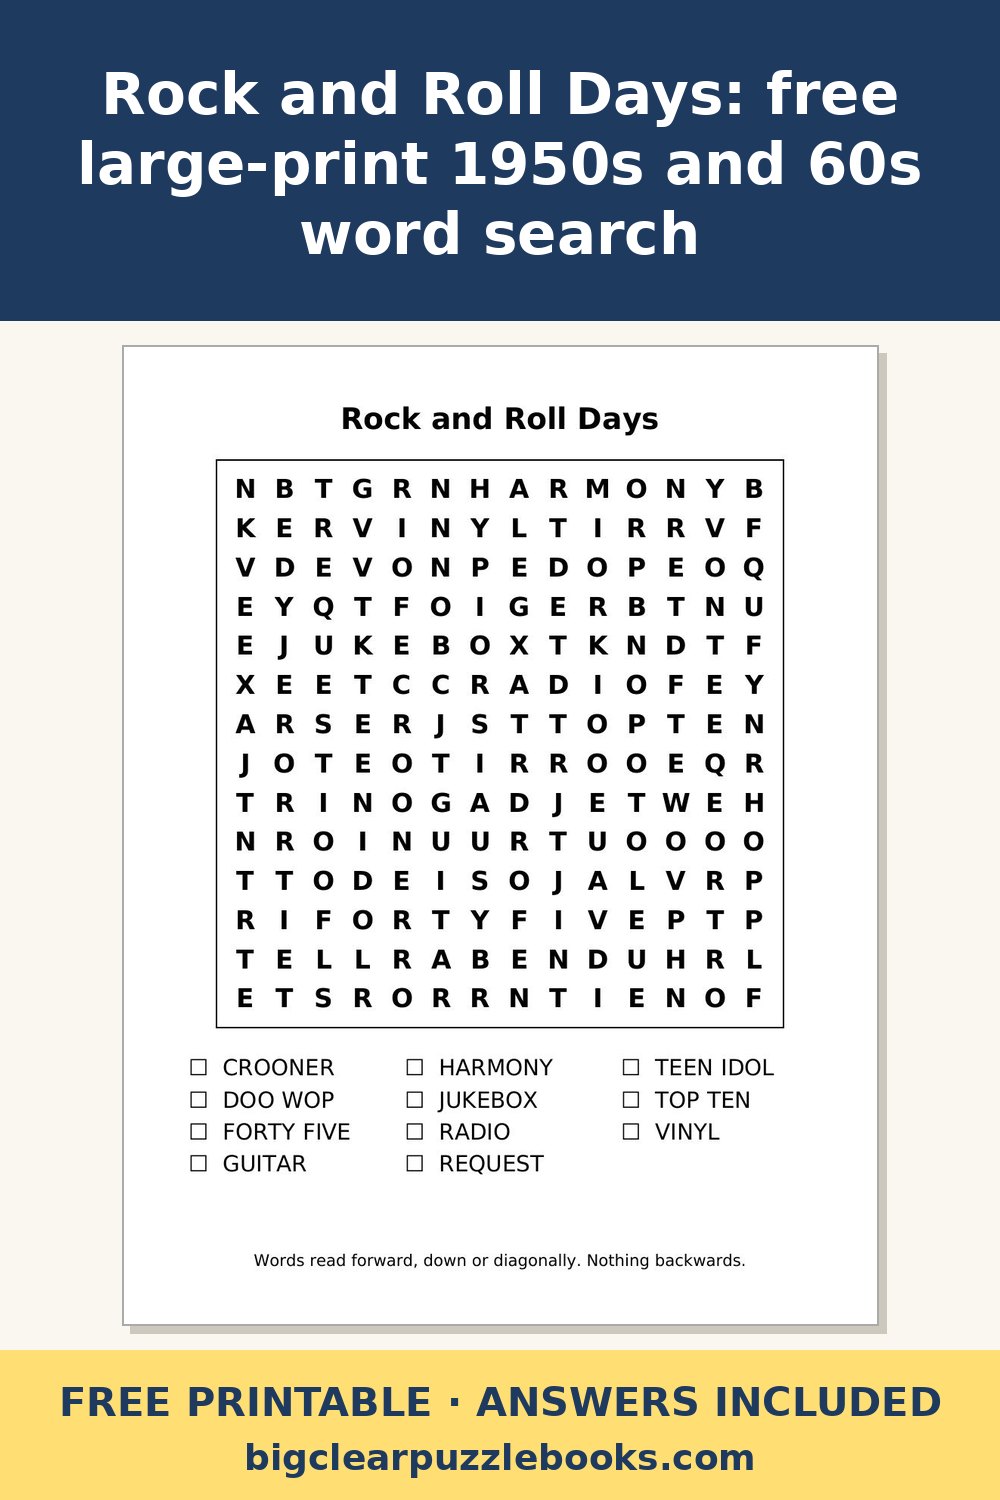 Rock and Roll Days: free
large-print 1950s and 60s
word search
Rock and Roll Days
N B T G R N H A R M O N Y B
K E R V I N Y L T I R R V F
V D E V O N P E D O P E O Q
E Y Q T F O I G E R B T N U
E J U K E B O X T K N D T F
X E E T C C R A D I O F E Y
A R S E R J S T T O P T E N
J O T E O T I R R O O E Q R
T R I N O G A D J E T W E H
N R O I N U U R T U O O O O
T T O D E I S O J A L V R P
R I F O R T Y F I V E P T P
T E L L R A B E N D U H R L
E T S R O R R N T I E N O F
☐ CROONER ☐ HARMONY ☐ TEEN IDOL
☐ DOO WOP ☐ JUKEBOX ☐ TOP TEN
☐ FORTY FIVE ☐ RADIO ☐ VINYL
☐ GUITAR ☐ REQUEST
Words read forward, down or diagonally. Nothing backwards.
FREE PRINTABLE · ANSWERS INCLUDED
bigclearpuzzlebooks.com